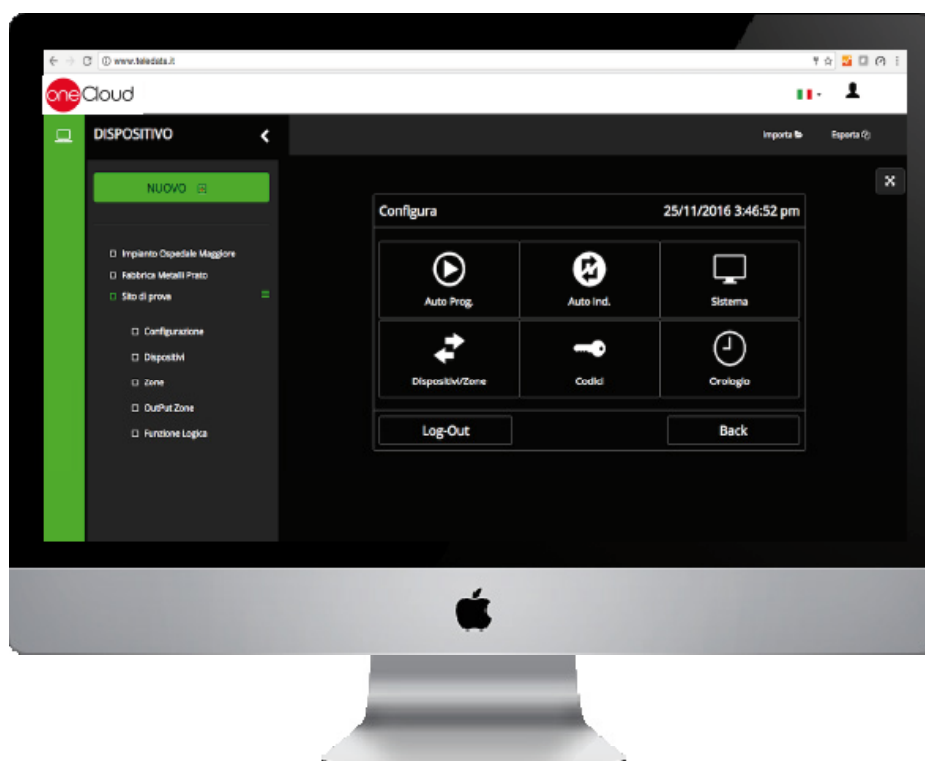 www.teledata.it
oneCloud
DISPOSITIVO
Importa
Esporta
NUOVO
Configura
25/11/2016 3:46:52 pm
Impianto Ospedale Maggiore
Fabbrica Metalli Prato
Sito di prova
Configurazione
Dispositivi
Zone
OutPut Zone
Funzione Logica
Auto Prog.
Auto Ind.
Sistema
Dispositivi/Zone
Codici
Orologio
Log-Out
Back